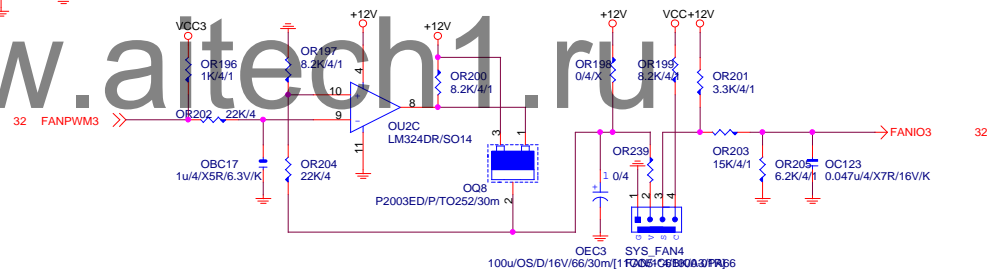 w.aitech1.ru
VCC3
+12V
+12V
+12V
VCC
+12V
OR196
1K/4/1
OR197
8.2K/4/1
4
OR200
8.2K/4/1
OR198
0/4/X
OR199
8.2K/4/1
OR201
3.3K/4/1
32
FANPWM3
OR202
22K/4
10
+
9
-
8
11
OU2C
LM324DR/SO14
3
1
FANIO3
32
OBC17
1u/4/X5R/6.3V/K
OR204
22K/4
OQ8
P2003ED/P/TO252/30m
2
+
1
OR239
0/4
OR203
15K/4/1
OR205
6.2K/4/1
OC123
0.047u/4/X7R/16V/K
1
2
3
4
G
V
S
C
OEC3
100u/OS/D/16V/66/30m/
SYS_FAN4